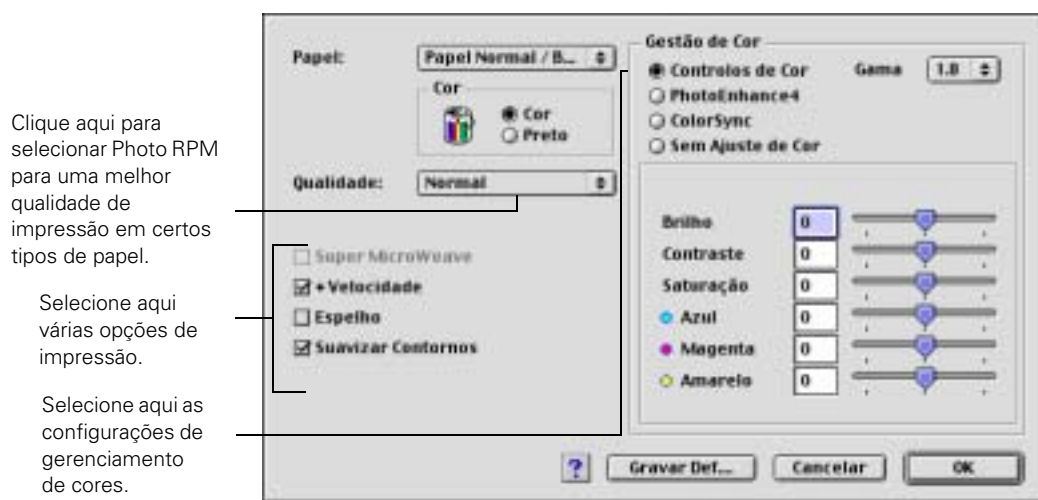 Clique aqui para
selecionar Photo RPM
para uma melhor
qualidade de
impressão em certos
tipos de papel.
Selecione aqui
várias opções de
impressão.
Selecione aqui as
configurações de
gerenciamento
de cores.
Papel:
Papel Normal / B...
Cor
Cor
Preto
Qualidade:
Normal
Super MicroWeave
+ Velocidade
Espelho
Suavizar Contornos
Gestão de Cor
Controlos de Cor
Gama
1.8
PhotoEnhance4
ColorSync
Sem Ajuste de Cor
Brilho
0
Contraste
0
Saturação
0
Azul
0
Magenta
0
Amarelo
0
?
Gravar Def...
Cancelar
OK